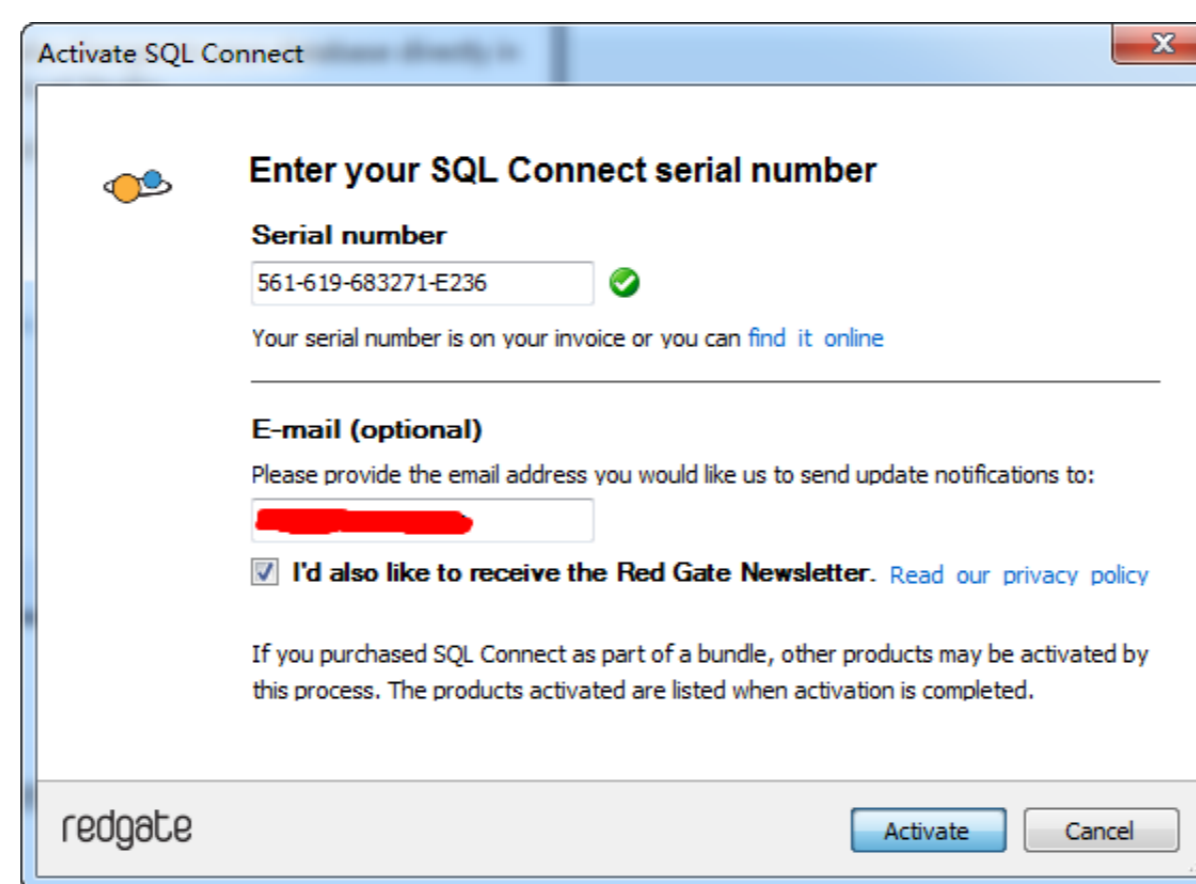 Activate SQL Connect
Enter your SQL Connect serial number
Serial number
561-619-683271-E236
Your serial number is on your invoice or you can find it online
E-mail (optional)
Please provide the email address you would like us to send update notifications to:
I'd also like to receive the Red Gate Newsletter. Read our privacy policy
If you purchased SQL Connect as part of a bundle, other products may be activated by
this process. The products activated are listed when activation is completed.
redgate
Activate Cancel